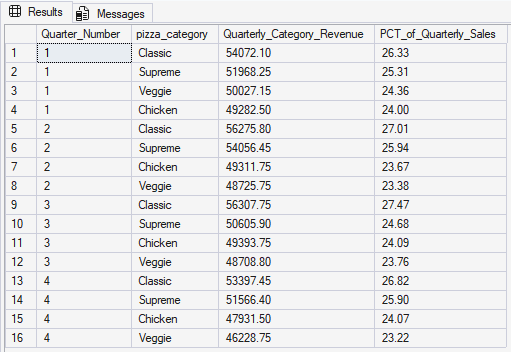 Results Messages
Quarter_Number pizza_category Quarterly_Category_Revenue PCT_of_Quarterly_Sales
1 1 Classic 54072.10 26.33
2 1 Supreme 51968.25 25.31
3 1 Veggie 50027.15 24.36
4 1 Chicken 49282.50 24.00
5 2 Classic 56275.80 27.01
6 2 Supreme 54056.45 25.94
7 2 Chicken 49311.75 23.67
8 2 Veggie 48725.75 23.38
9 3 Classic 56307.75 27.47
10 3 Supreme 50605.90 24.68
11 3 Chicken 49393.75 24.09
12 3 Veggie 48708.80 23.76
13 4 Classic 53397.45 26.82
14 4 Supreme 51566.40 25.90
15 4 Chicken 47931.50 24.07
16 4 Veggie 46228.75 23.22